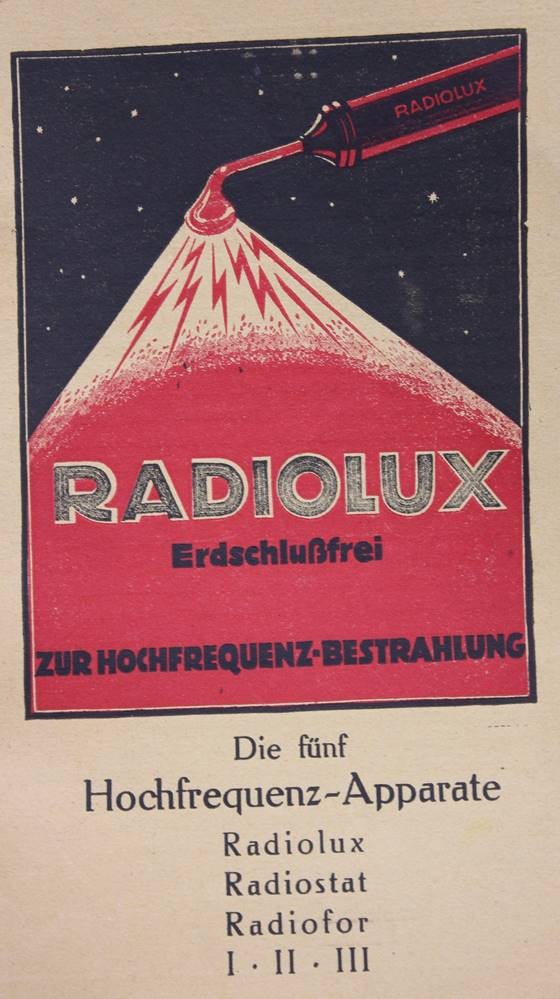 RADIOLUX
RADIOLUX
Erdschlußfrei
ZUR HOCHFREQUENZ-BESTRAHLUNG
Die fünf
Hochfrequenz-Apparate
Radiolux
Radiostat
Radiofor
I · II · III